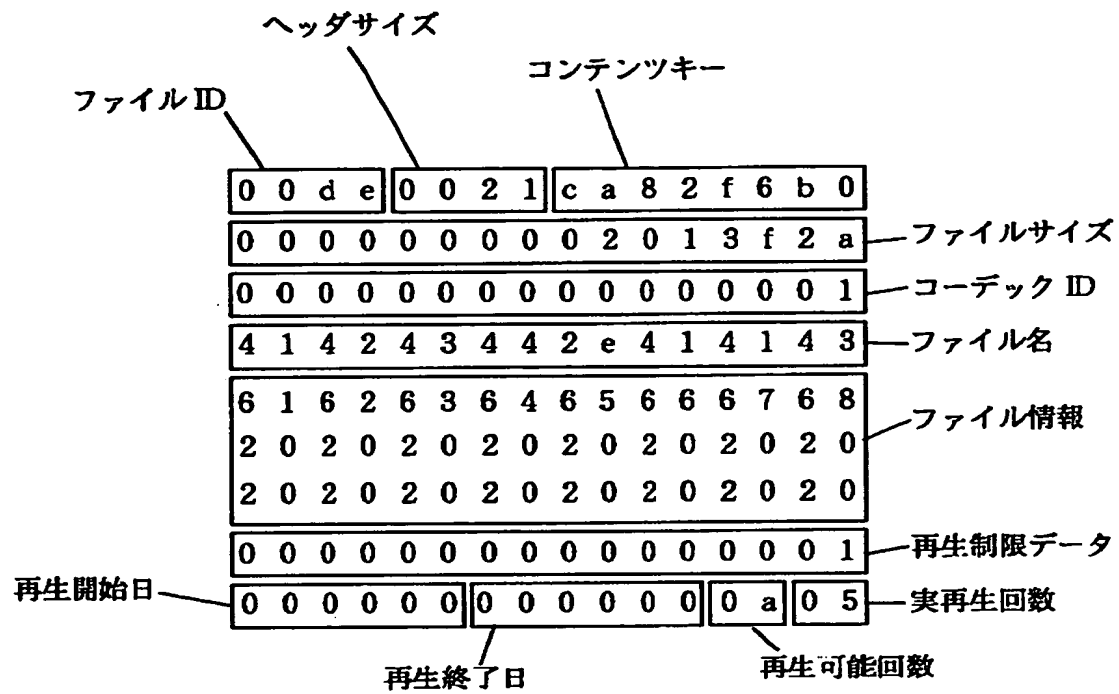 ヘッダサイズ
コンテンツキー
ファイル ID
0 0 d e 0 0 2 1 c a 8 2 f 6 b 0
0 0 0 0 0 0 0 0 0 2 0 1 3 f 2 a ファイルサイズ
0 0 0 0 0 0 0 0 0 0 0 0 0 0 0 1 コーデック ID
4 1 4 2 4 3 4 4 2 e 4 1 4 1 4 3 ファイル名
6 1 6 2 6 3 6 4 6 5 6 6 6 7 6 8
ファイル情報
2 0 2 0 2 0 2 0 2 0 2 0 2 0 2 0
2 0 2 0 2 0 2 0 2 0 2 0 2 0 2 0
0 0 0 0 0 0 0 0 0 0 0 0 0 0 0 1 再生制限データ
再生開始日 0 0 0 0 0 0 0 0 0 0 0 0 0 a 0 5 実再生回数
再生終了日
再生可能回数